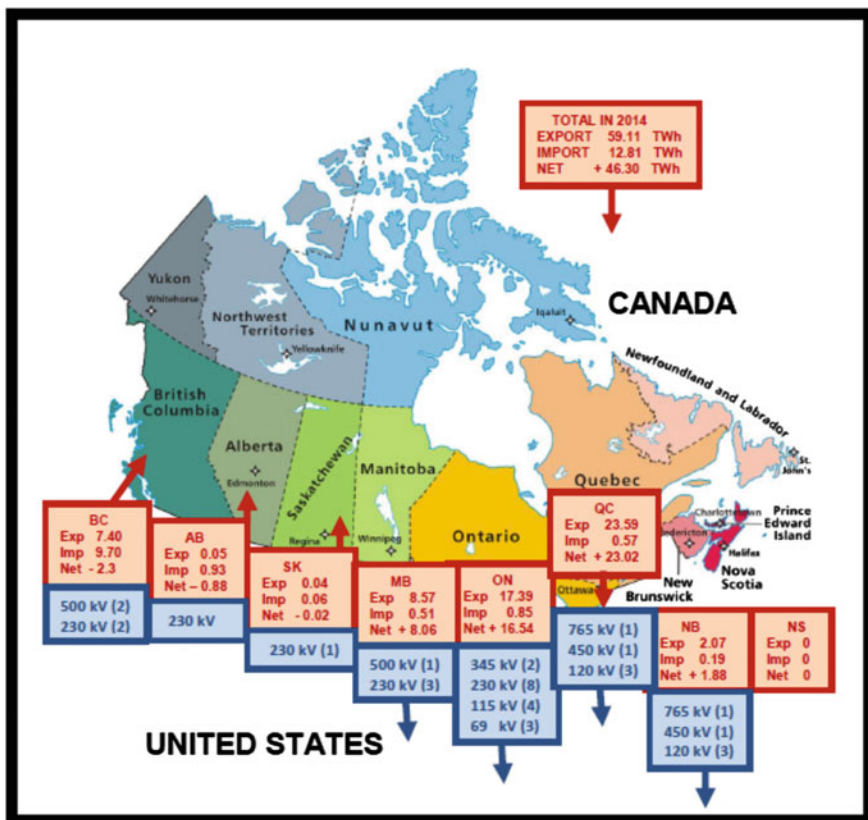 TOTAL IN 2014
EXPORT 59.11 TWh
IMPORT 12.81 TWh
NET + 46.30 TWh
CANADA
Yukon
Whitehorse
Northwest
Territories
Yellowknife
Nunavut
Iqaluit
British
Columbia
Alberta
Edmonton
Saskatchewan
Regina
Manitoba
Winnipeg
Ontario
Ottawa
Quebec
Newfoundland and Labrador
St.
John's
Charlottetown
Prince
Edward
Island
Fredericton
Halifax
New
Brunswick
Nova
Scotia
BC
Exp 7.40
Imp 9.70
Net - 2.3
500 kV (2)
230 kV (2)
AB
Exp 0.05
Imp 0.93
Net – 0.88
230 kV
SK
Exp 0.04
Imp 0.06
Net - 0.02
230 kV (1)
MB
Exp 8.57
Imp 0.51
Net + 8.06
500 kV (1)
230 kV (3)
ON
Exp 17.39
Imp 0.85
Net + 16.54
345 kV (2)
230 kV (8)
115 kV (4)
69 kV (3)
QC
Exp 23.59
Imp 0.57
Net + 23.02
765 kV (1)
450 kV (1)
120 kV (3)
NB
Exp 2.07
Imp 0.19
Net + 1.88
765 kV (1)
450 kV (1)
120 kV (3)
NS
Exp 0
Imp 0
Net 0
UNITED STATES